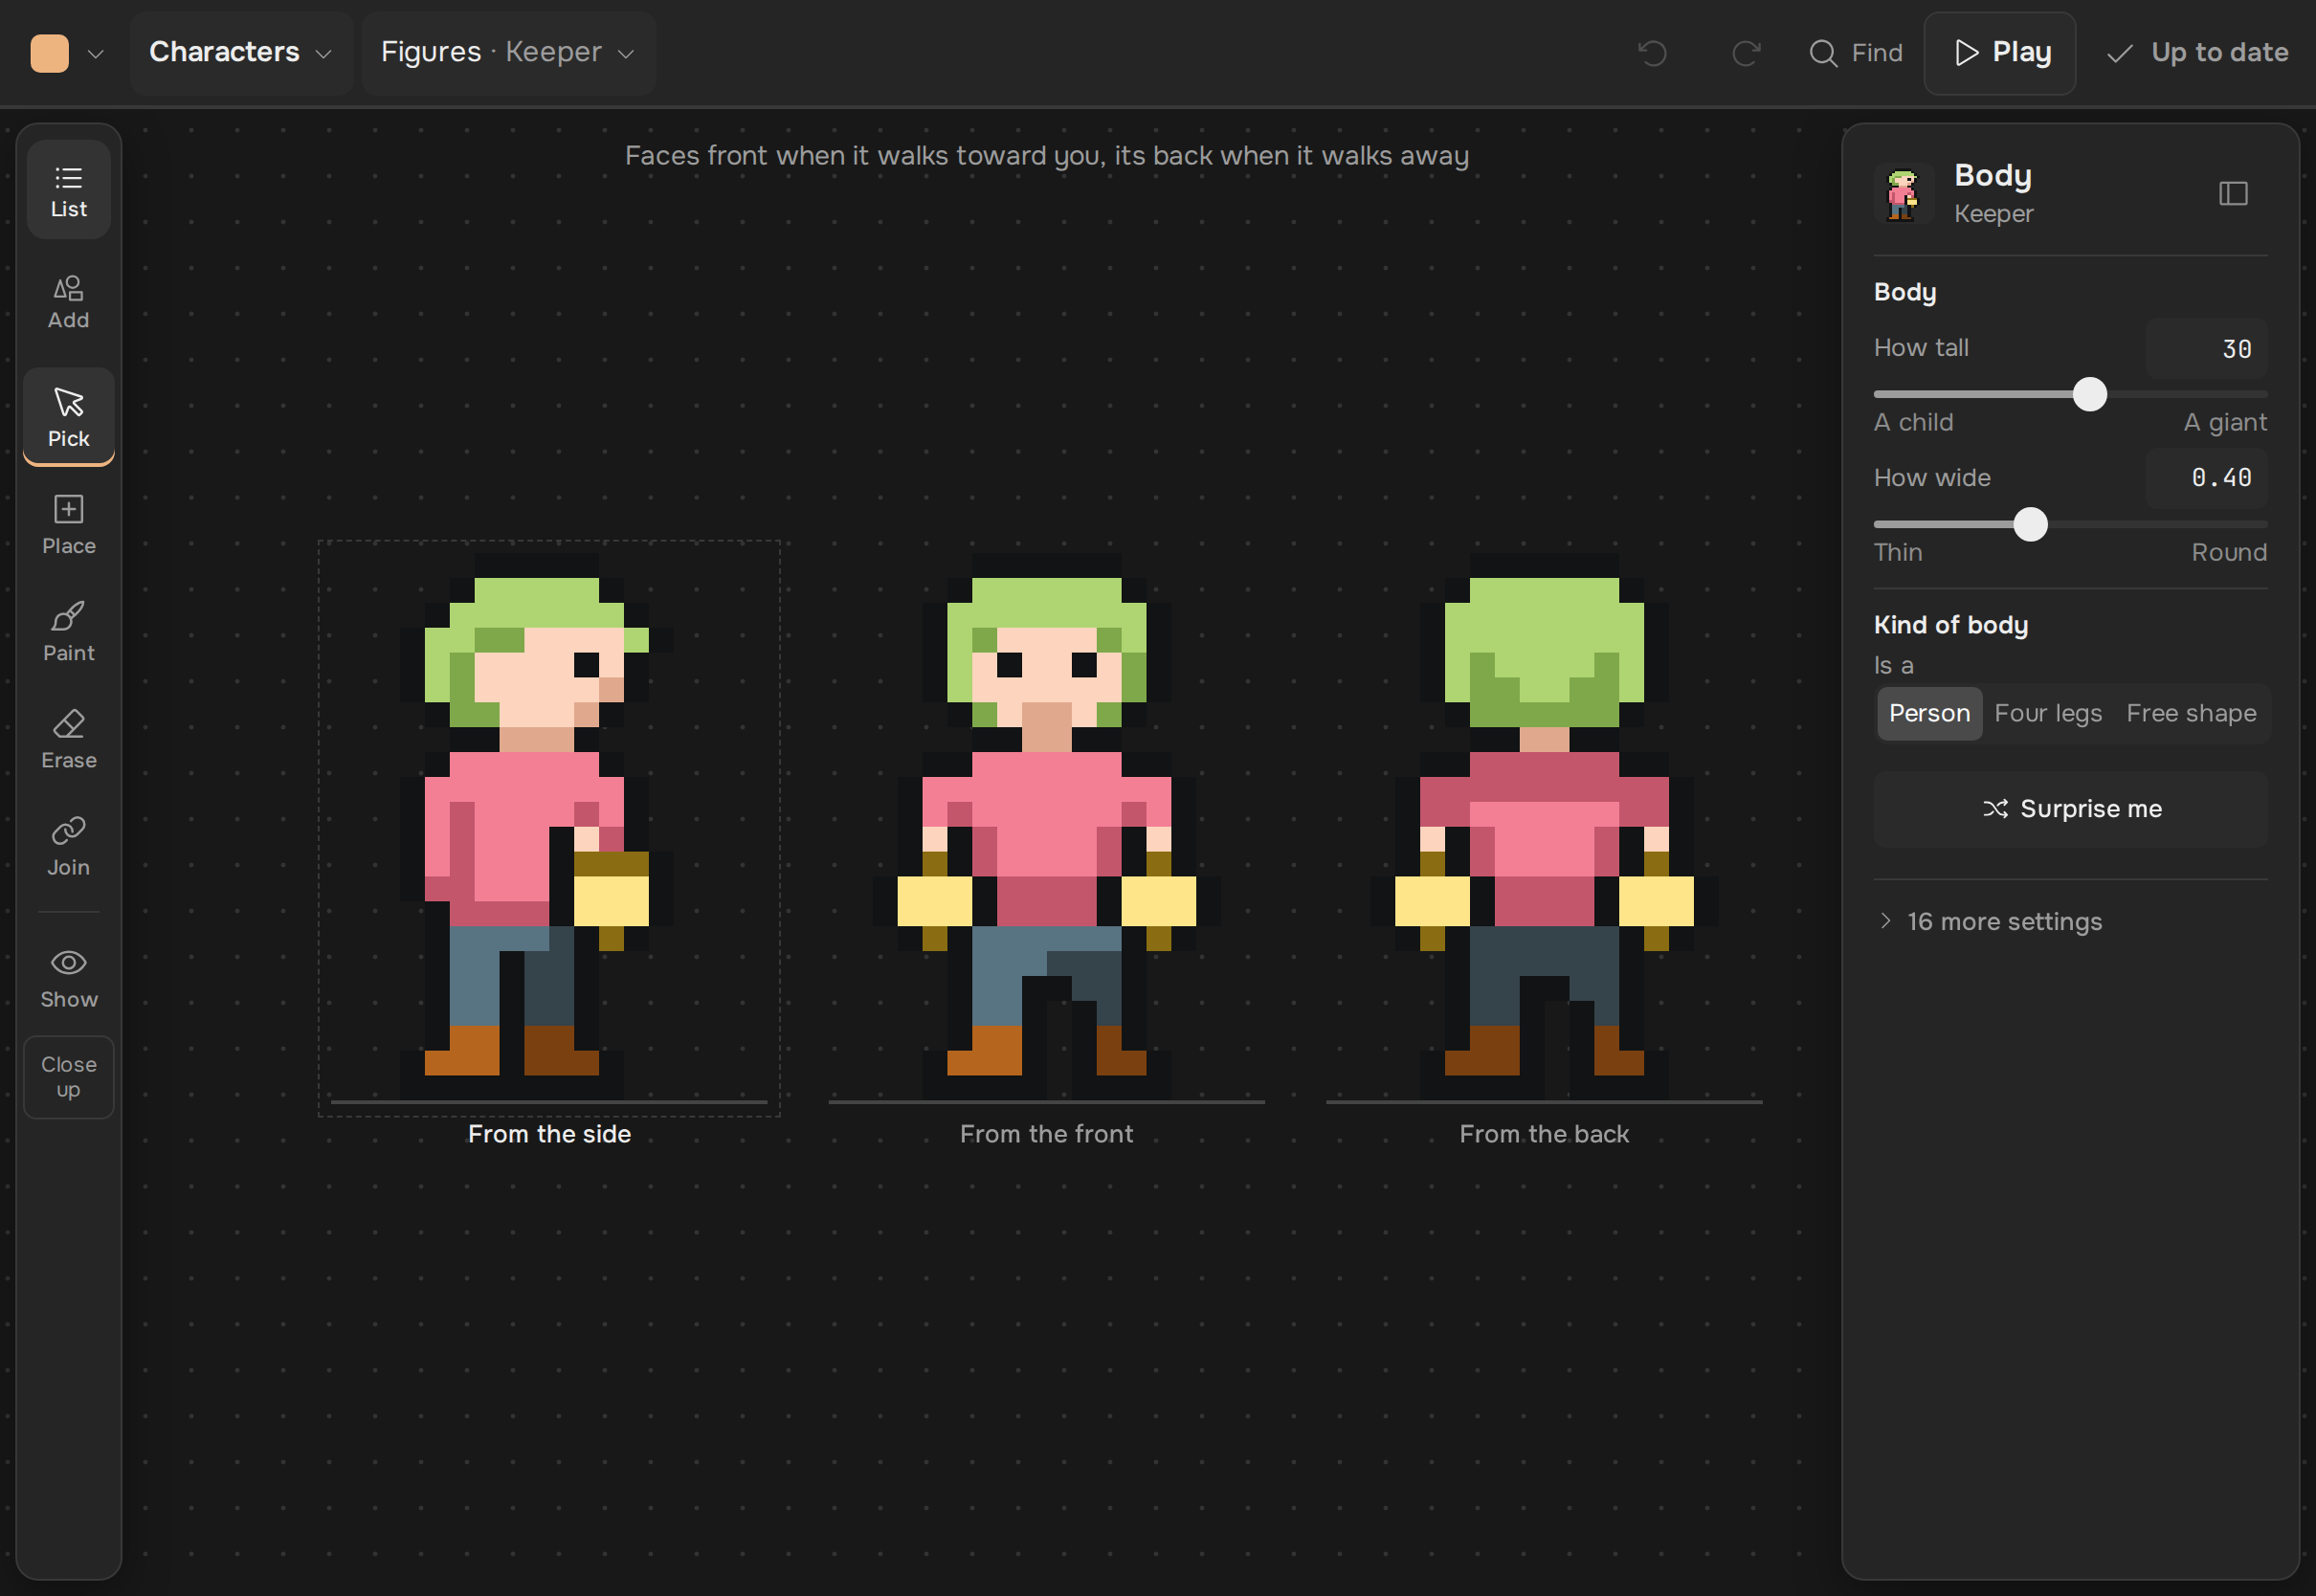 Characters
Figures · Keeper
Find
Play
Up to date
List
Add
Pick
Place
Paint
Erase
Join
Show
Close
up
Faces front when it walks toward you, its back when it walks away
From the side
From the front
From the back
Body
Keeper
Body
How tall
30
A child
A giant
How wide
0.40
Thin
Round
Kind of body
Is a
Person
Four legs
Free shape
Surprise me
16 more settings